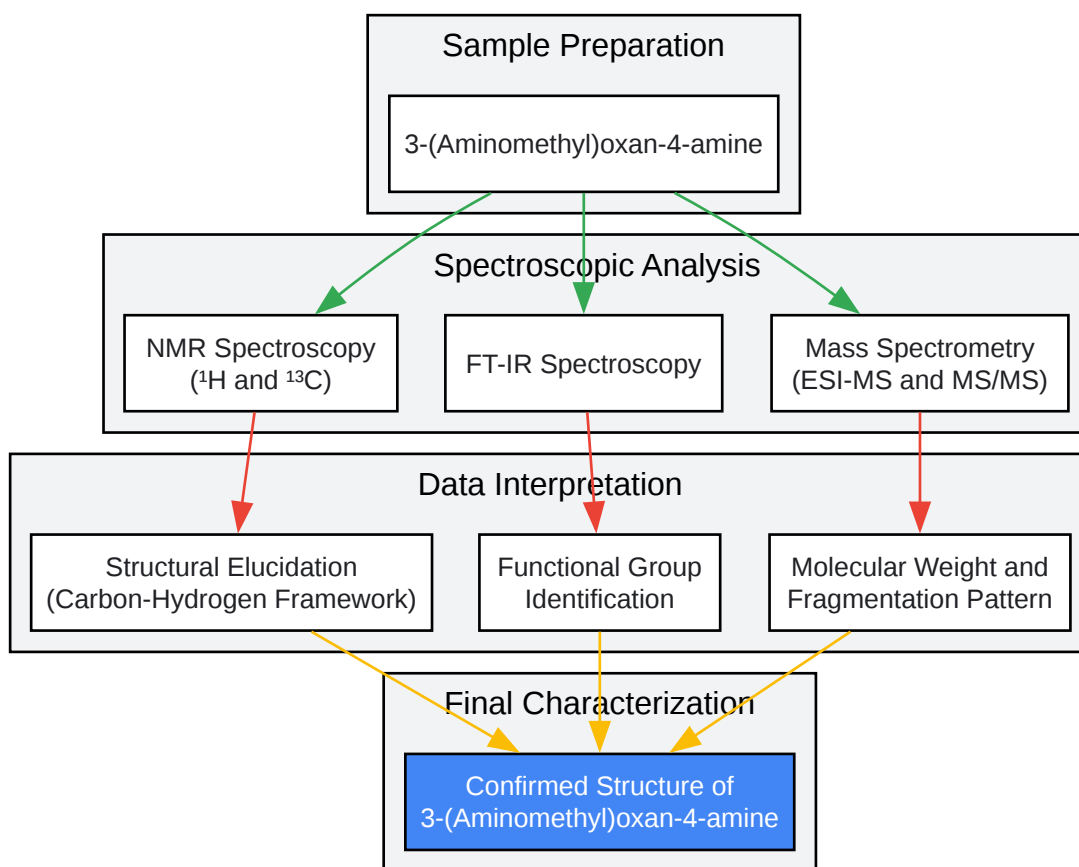 Sample Preparation
3-(Aminomethyl)oxan-4-amine
Spectroscopic Analysis
NMR Spectroscopy
(¹H and ¹³C)
FT-IR Spectroscopy
Mass Spectrometry
(ESI-MS and MS/MS)
Data Interpretation
Structural Elucidation
(Carbon-Hydrogen Framework)
Functional Group
Identification
Molecular Weight and
Fragmentation Pattern
Final Characterization
Confirmed Structure of
3-(Aminomethyl)oxan-4-amine